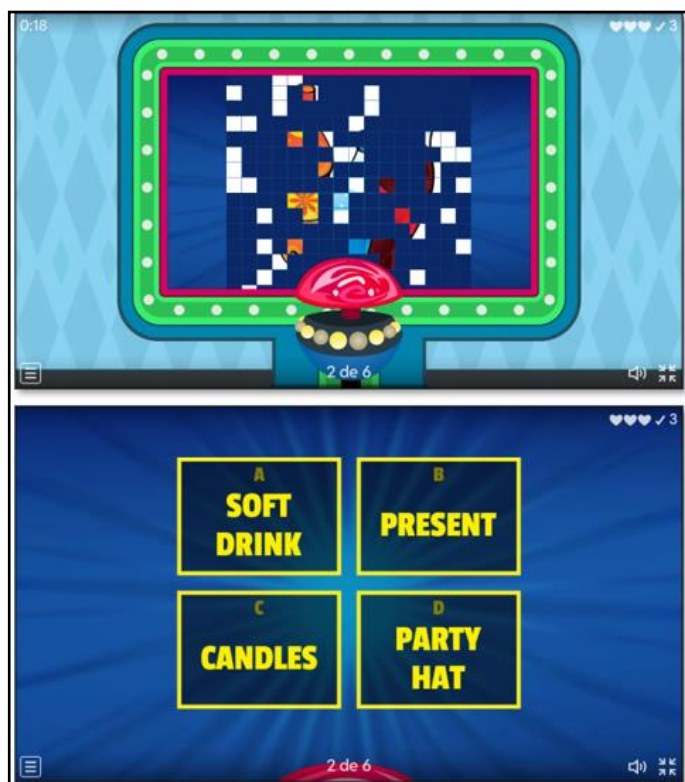 0:18
✓ 3
2 de 6
✓ 3
A
SOFT
DRINK
B
PRESENT
C
CANDLES
D
PARTY
HAT
2 de 6